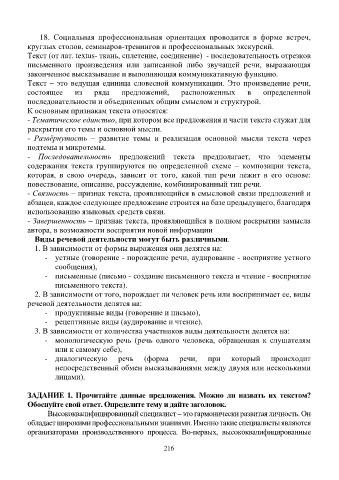 18. Социальная профессиональная ориентация проводится в форме встреч,
круглых столов, семинаров-тренингов и профессиональных экскурсий.
Текст (от лат. textus- ткань, сплетение, соединение) - последовательность отрезков
письменного произведения или записанной либо звучащей речи, выражающая
законченное высказывание и выполняющая коммуникативную функцию.
Текст – это ведущая единица словесной коммуникации. Это произведение речи,
состоящее из ряда предложений, расположенных в определенной
последовательности и объединенных общим смыслом и структурой.
К основным признакам текста относятся:
- Тематическое единство, при котором все предложения и части текста служат для
раскрытия его темы и основной мысли.
- Развёрнутость – развитие темы и реализация основной мысли текста через
подтемы и микротемы.
- Последовательность предложений текста предполагает, что элементы
содержания текста группируются по определенной схеме – композиции текста,
которая, в свою очередь, зависит от того, какой тип речи лежит в его основе:
повествование, описание, рассуждение, комбинированный тип речи.
- Связность – признак текста, проявляющийся в смысловой связи предложений и
абзацев, каждое следующее предложение строится на базе предыдущего, благодаря
использованию языковых средств связи.
- Завершенность – признак текста, проявляющийся в полном раскрытии замысла
автора, в возможности восприятия новой информации
Виды речевой деятельности могут быть различными.
1. В зависимости от формы выражения они делятся на:
- устные (говорение - порождение речи, аудирование - восприятие устного
сообщения),
- письменные (письмо - создание письменного текста и чтение - восприятие
письменного текста).
2. В зависимости от того, порождает ли человек речь или воспринимает ее, виды
речевой деятельности делятся на:
- продуктивные виды (говорение и письмо),
- рецептивные виды (аудирование и чтение).
3. В зависимости от количества участников виды деятельности делятся на:
- монологическую речь (речь одного человека, обращенная к слушателям
или к самому себе),
- диалогическую речь (форма речи, при который происходит
непосредственный обмен высказываниями между двумя или несколькими
лицами).
ЗАДАНИЕ 1. Прочитайте данные предложения. Можно ли назвать их текстом?
Обоснуйте свой ответ. Определите тему и дайте заголовок.
Высококвалифицированный специалист – это гармонически развитая личность. Он
обладает широкими профессиональными знаниями. Именно такие специалисты являются
организаторами производственного процесса. Во-первых, высококвалифицированные
216